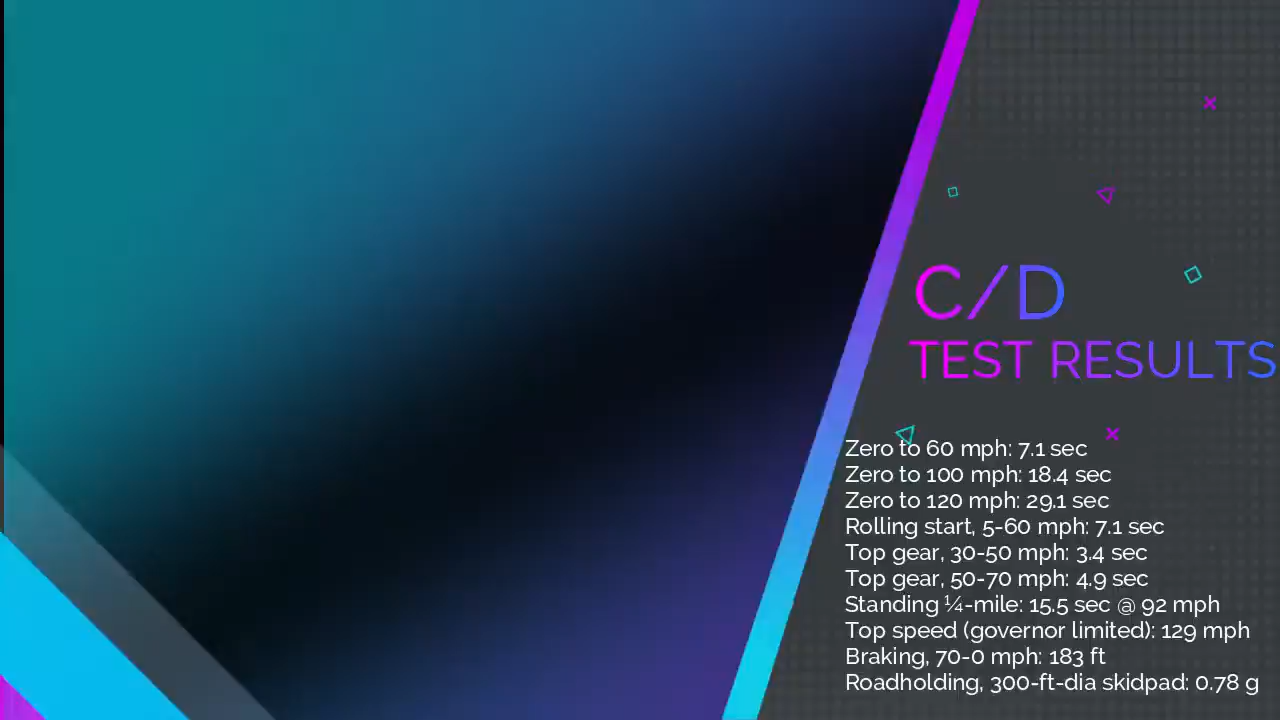 C/D
TEST RESULTS
Zero to 60 mph: 7.1 sec
Zero to 100 mph: 18.4 sec
Zero to 120 mph: 29.1 sec
Rolling start, 5-60 mph: 7.1 sec
Top gear, 30-50 mph: 3.4 sec
Top gear, 50-70 mph: 4.9 sec
Standing ¼-mile: 15.5 sec @ 92 mph
Top speed (governor limited): 129 mph
Braking, 70-0 mph: 183 ft
Roadholding, 300-ft-dia skidpad: 0.78 g